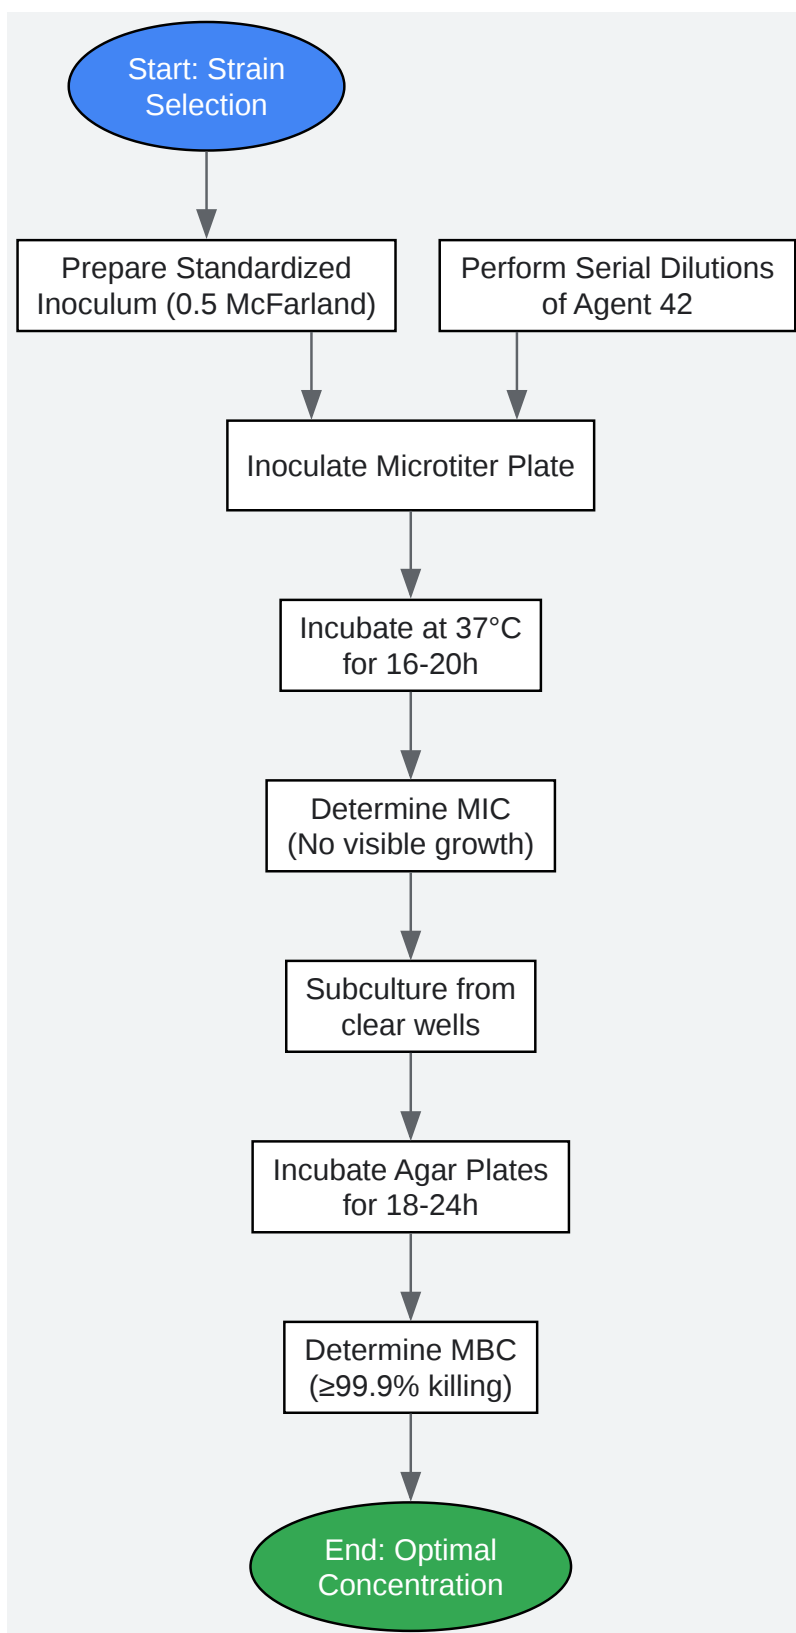 Start: Strain
Selection
Prepare Standardized
Inoculum (0.5 McFarland)
Perform Serial Dilutions
of Agent 42
Inoculate Microtiter Plate
Incubate at 37°C
for 16-20h
Determine MIC
(No visible growth)
Subculture from
clear wells
Incubate Agar Plates
for 18-24h
Determine MBC
(≥99.9% killing)
End: Optimal
Concentration